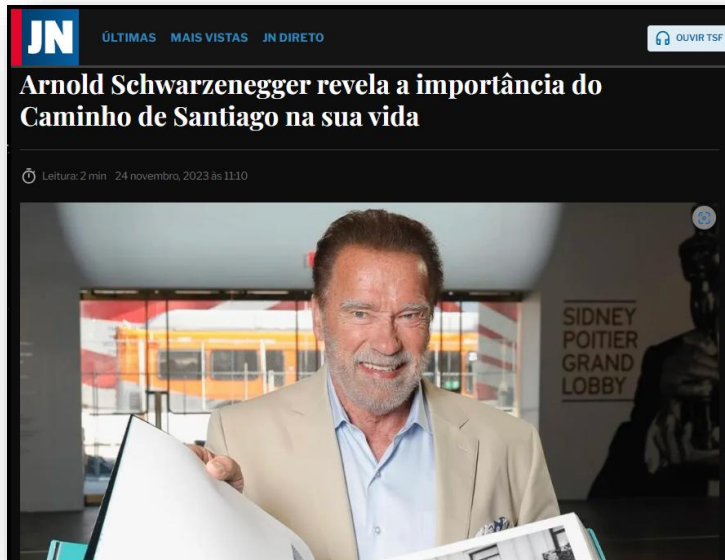 JN
ÚLTIMAS MAIS VISTAS JN DIRETO
OUVIR TSF
Arnold Schwarzenegger revela a importância do
Caminho de Santiago na sua vida
Leitura: 2 min 24 novembro, 2023 às 11:10
SIDNEY
POITIER
GRAND
LOBBY